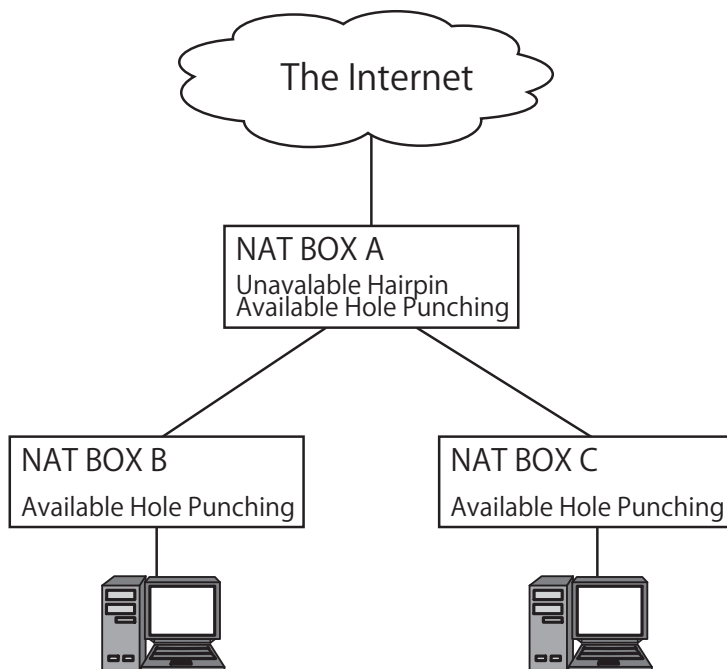 The Internet
NAT BOX A
Unavalable Hairpin
Available Hole Punching
NAT BOX B
Available Hole Punching
NAT BOX C
Available Hole Punching